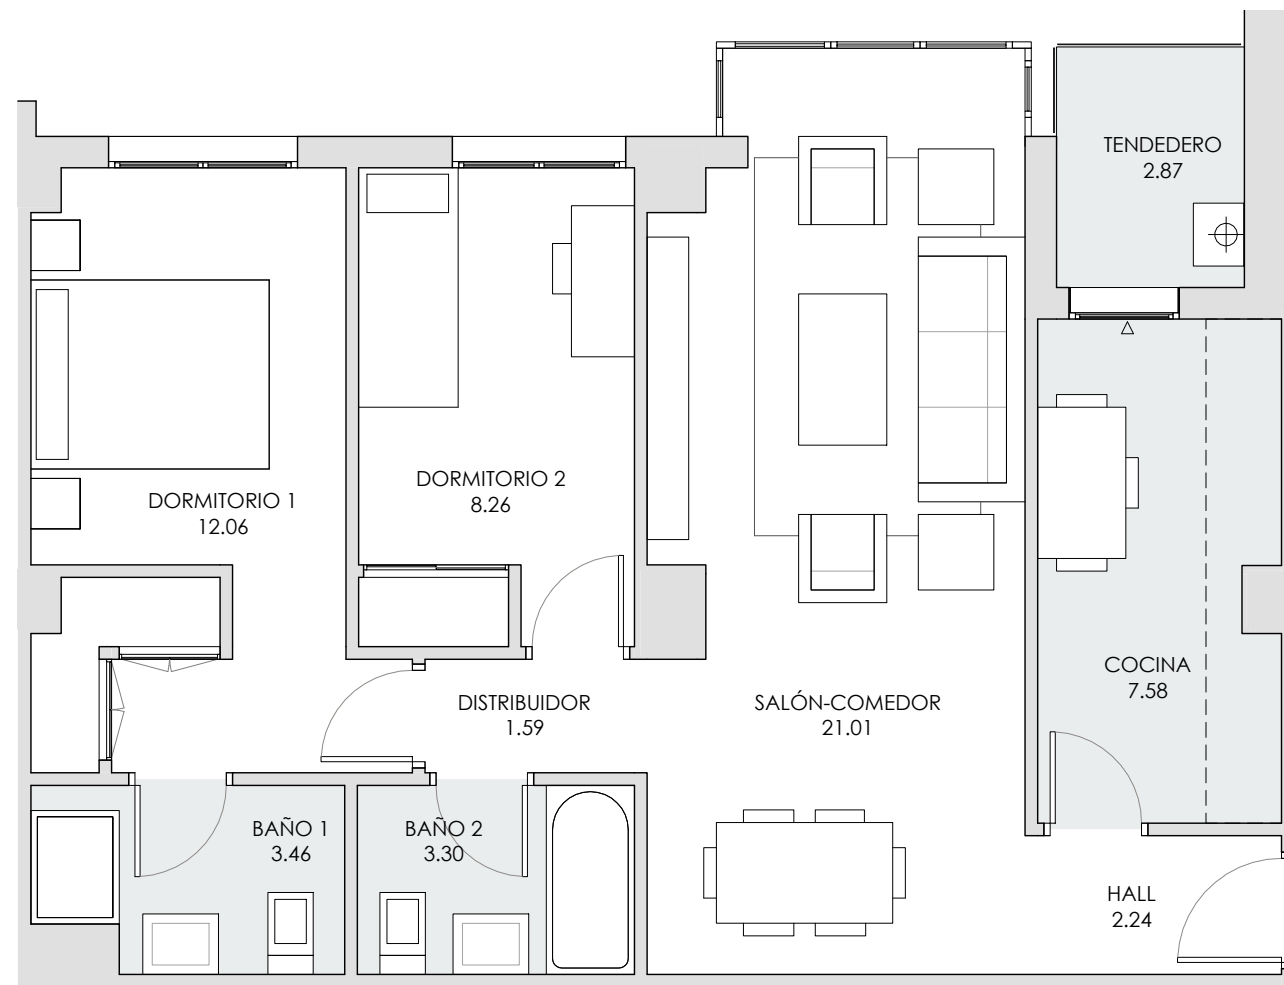 TENDEDERO
2.87
DORMITORIO 2
8.26
DORMITORIO 1
12.06
COCINA
7.58
DISTRIBUIDOR
1.59
SALÓN-COMEDOR
21.01
BAÑO 1
3.46
BAÑO 2
3.30
HALL
2.24